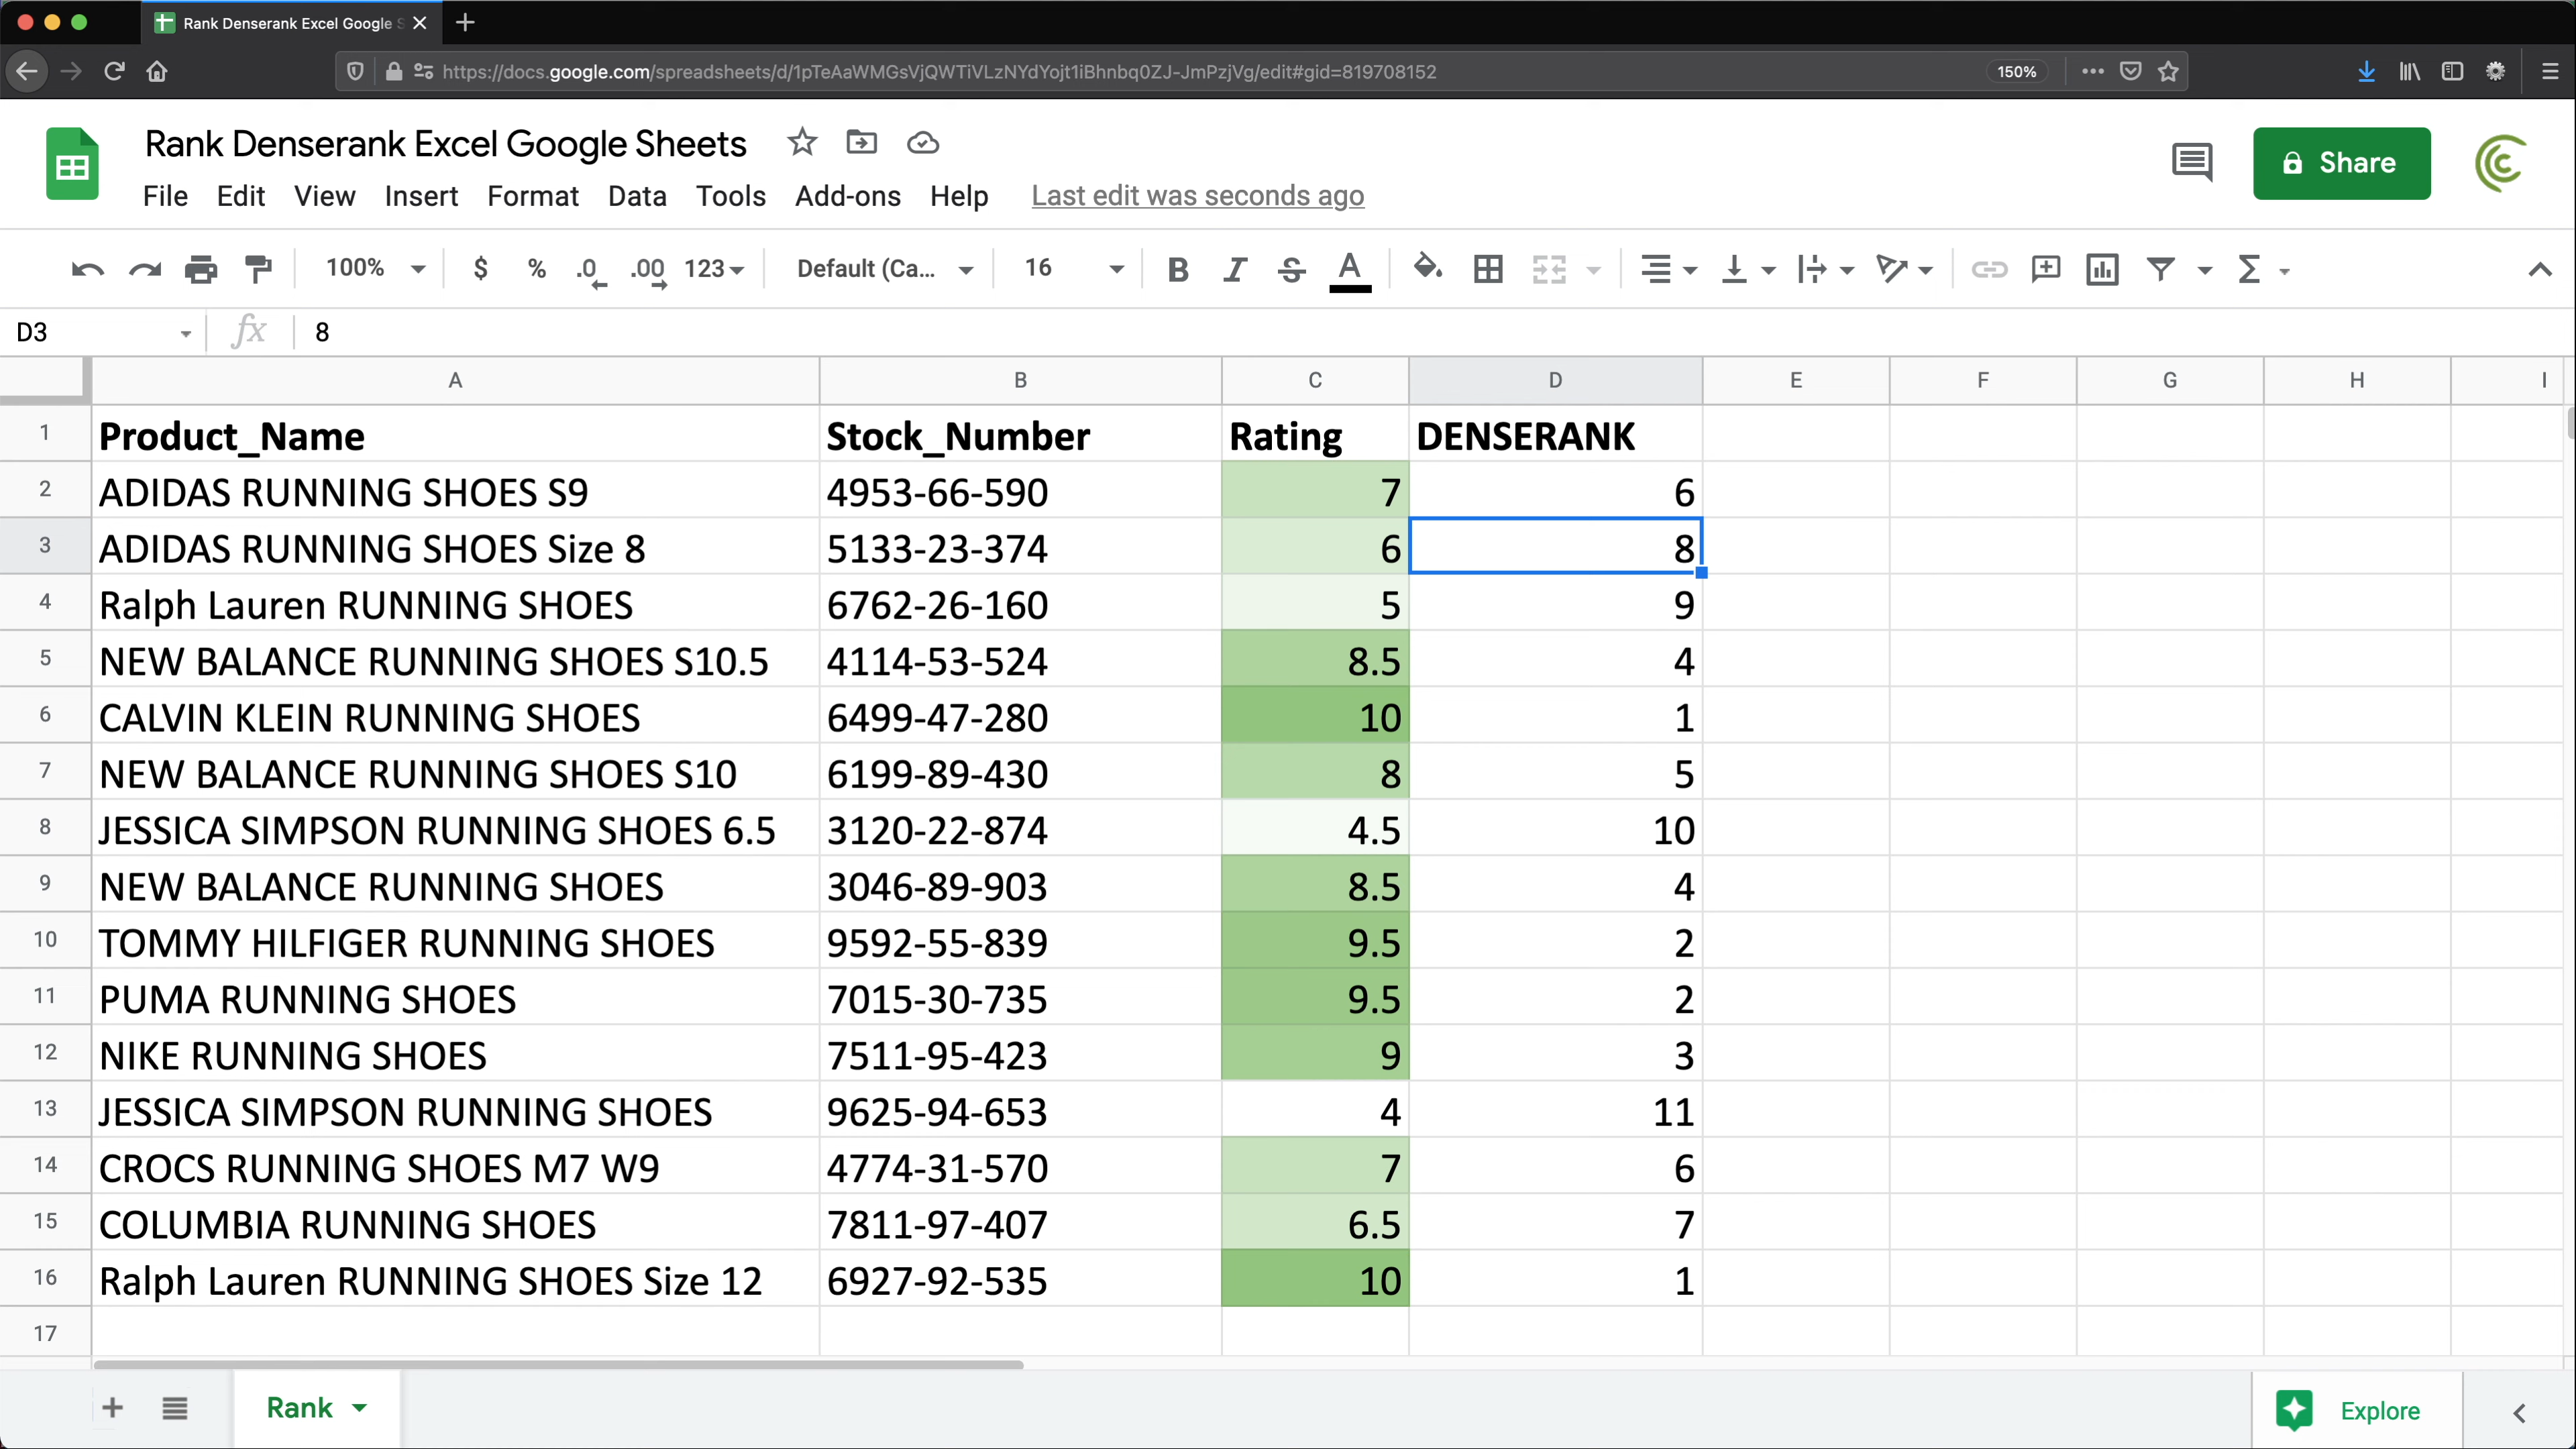 Rank Denserank Excel Google S
https://docs.google.com/spreadsheets/d/1pTeAaWMGsVjQWTiVLzNYdYojt1iBhnbq0ZJ-JmPzjVg/edit#gid=819708152 150%
Rank Denserank Excel Google Sheets
Share
File Edit View Insert Format Data Tools Add-ons Help Last edit was seconds ago
100% $ % .0 .00 123 Default (Ca... 16 B I S A
D3 fx 8
A B C D E F G H I
1 Product_Name Stock_Number Rating DENSERANK
2 ADIDAS RUNNING SHOES S9 4953-66-590 7 6
3 ADIDAS RUNNING SHOES Size 8 5133-23-374 6 8
4 Ralph Lauren RUNNING SHOES 6762-26-160 5 9
5 NEW BALANCE RUNNING SHOES S10.5 4114-53-524 8.5 4
6 CALVIN KLEIN RUNNING SHOES 6499-47-280 10 1
7 NEW BALANCE RUNNING SHOES S10 6199-89-430 8 5
8 JESSICA SIMPSON RUNNING SHOES 6.5 3120-22-874 4.5 10
9 NEW BALANCE RUNNING SHOES 3046-89-903 8.5 4
10 TOMMY HILFIGER RUNNING SHOES 9592-55-839 9.5 2
11 PUMA RUNNING SHOES 7015-30-735 9.5 2
12 NIKE RUNNING SHOES 7511-95-423 9 3
13 JESSICA SIMPSON RUNNING SHOES 9625-94-653 4 11
14 CROCS RUNNING SHOES M7 W9 4774-31-570 7 6
15 COLUMBIA RUNNING SHOES 7811-97-407 6.5 7
16 Ralph Lauren RUNNING SHOES Size 12 6927-92-535 10 1
17
Rank Explore